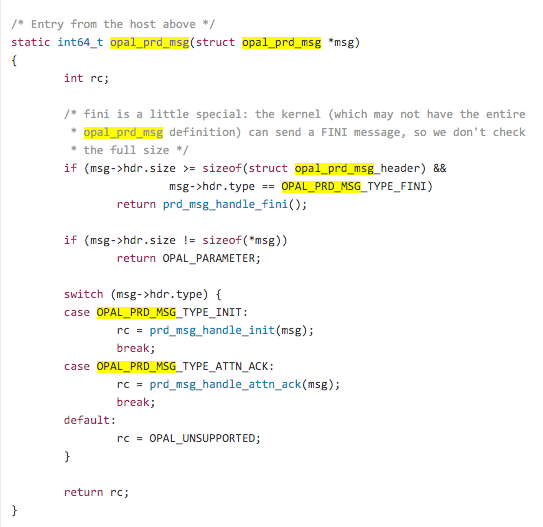 /* Entry from the host above */
static int64_t opal_prd_msg(struct opal_prd_msg *msg)
{
        int rc;

        /* fini is a little special: the kernel (which may not have the entire
         * opal_prd_msg definition) can send a FINI message, so we don't check
         * the full size */
        if (msg->hdr.size >= sizeof(struct opal_prd_msg_header) &&
                        msg->hdr.type == OPAL_PRD_MSG_TYPE_FINI)
                return prd_msg_handle_fini();

        if (msg->hdr.size != sizeof(*msg))
                return OPAL_PARAMETER;

        switch (msg->hdr.type) {
        case OPAL_PRD_MSG_TYPE_INIT:
                rc = prd_msg_handle_init(msg);
                break;
        case OPAL_PRD_MSG_TYPE_ATTN_ACK:
                rc = prd_msg_handle_attn_ack(msg);
                break;
        default:
                rc = OPAL_UNSUPPORTED;
        }

        return rc;
}